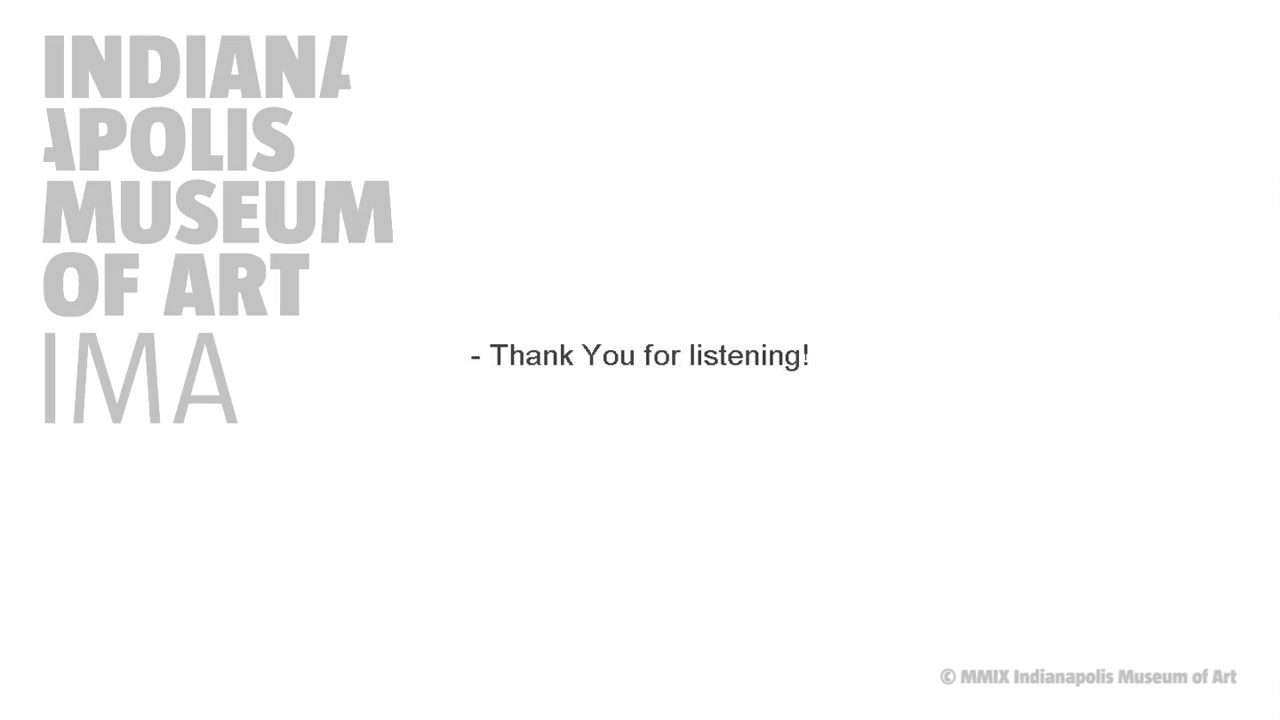 INDIANA
APOLIS
MUSEUM
OF ART
IMA
- Thank You for listening!
© MMIX Indianapolis Museum of Art